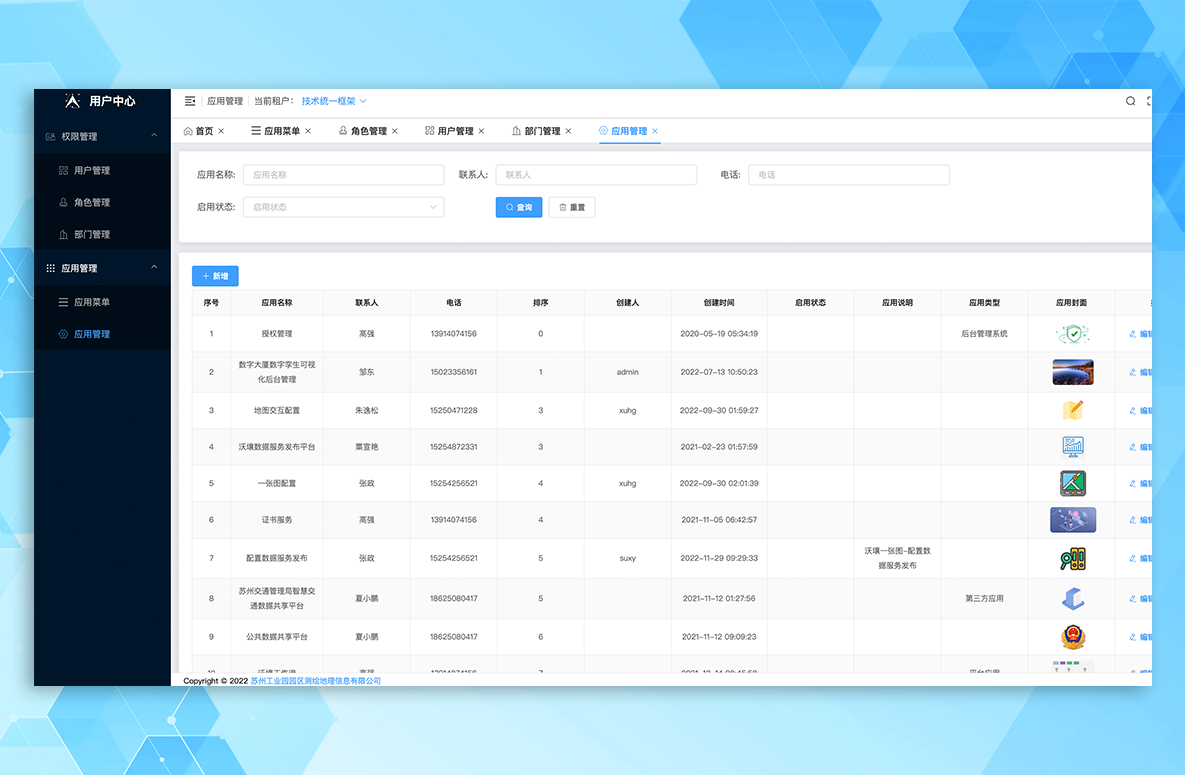 用户中心
应用管理 当前租户: 技术统一框架
权限管理
首页 应用菜单 角色管理 用户管理 部门管理 应用管理
用户管理
角色管理
部门管理
应用管理
应用菜单
应用管理
应用名称: 应用名称 联系人: 联系人 电话: 电话
启用状态: 启用状态 查询 重置
新增
序号 应用名称 联系人 电话 排序 创建人 创建时间 启用状态 应用说明 应用类型 应用封面
1 授权管理 高强 13914074156 0 2020-05-19 05:34:19 后台管理系统 编辑
2 数字大厦数字孪生可视 邹东 15023356161 1 admin 2022-07-13 10:50:23 编辑
化后台管理
3 地图交互配置 朱逸松 15250471228 3 xuhg 2022-09-30 01:59:27 编辑
4 沃壤数据服务发布平台 覃宣艳 15254872331 3 2021-02-23 01:57:59 编辑
5 一张图配置 张政 15254256521 4 xuhg 2022-09-30 02:01:39 编辑
6 证书服务 高强 13914074156 4 2021-11-05 06:42:57 编辑
7 配置数据服务发布 张政 15254256521 5 suxy 2022-11-29 09:29:33 沃壤一张图-配置数 编辑
据服务发布
8 苏州交通管理局智慧交 夏小鹏 18625080417 5 2021-11-12 01:27:56 第三方应用 编辑
通数据共享平台
9 公共数据共享平台 夏小鹏 18625080417 6 2021-11-12 09:09:23 编辑
Copyright © 2022 苏州工业园园区测绘地理信息有限公司